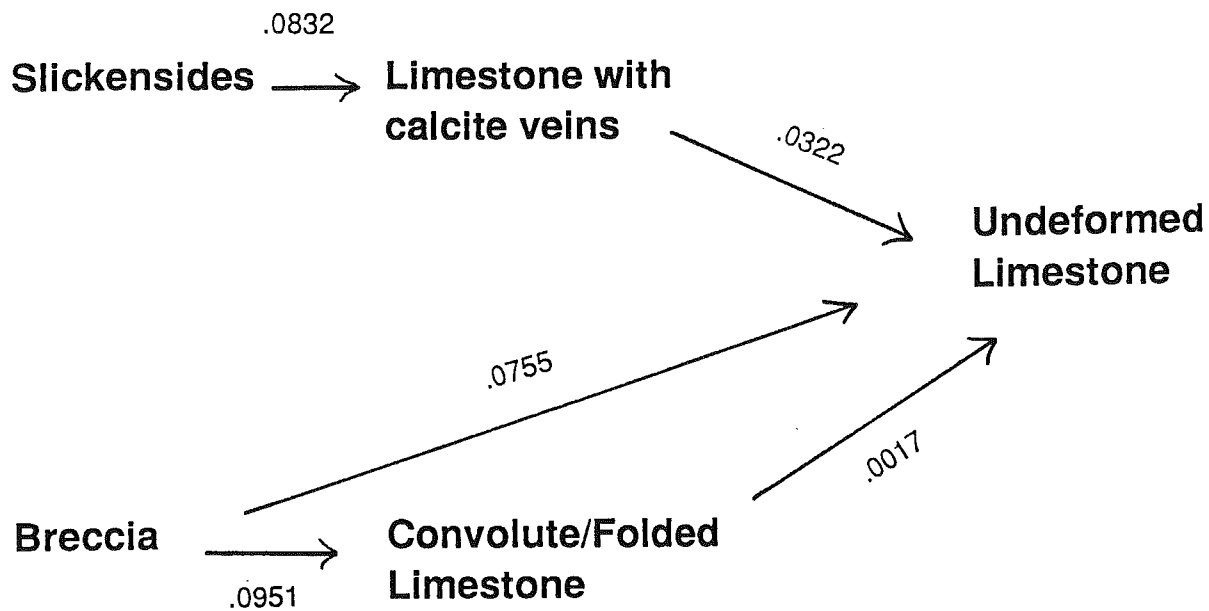 .0832
Slickensides
Limestone with
calcite veins
.0322
Undeformed
Limestone
.0755
.0017
Breccia
Convolute/Folded
Limestone
.0951